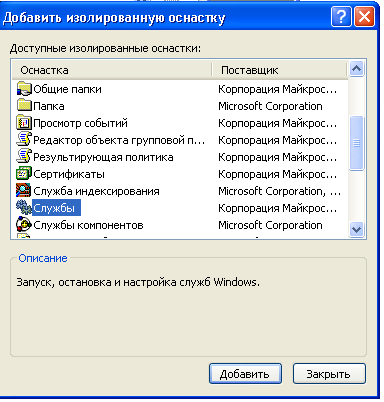 Добавить изолированную оснастку
Доступные изолированные оснастки:
Оснастка Поставщик
Общие папки Корпорация Майкрос...
Папка Microsoft Corporation
Просмотр событий Корпорация Майкрос...
Редактор объекта групповой п... Корпорация Майкрос...
Результирующая политика Корпорация Майкрос...
Сертификаты Корпорация Майкрос...
Служба индексирования Microsoft Corporation, ...
Службы Корпорация Майкрос...
Службы компонентов Microsoft Corporation
Описание
Запуск, остановка и настройка служб Windows.
Добавить Закрыть